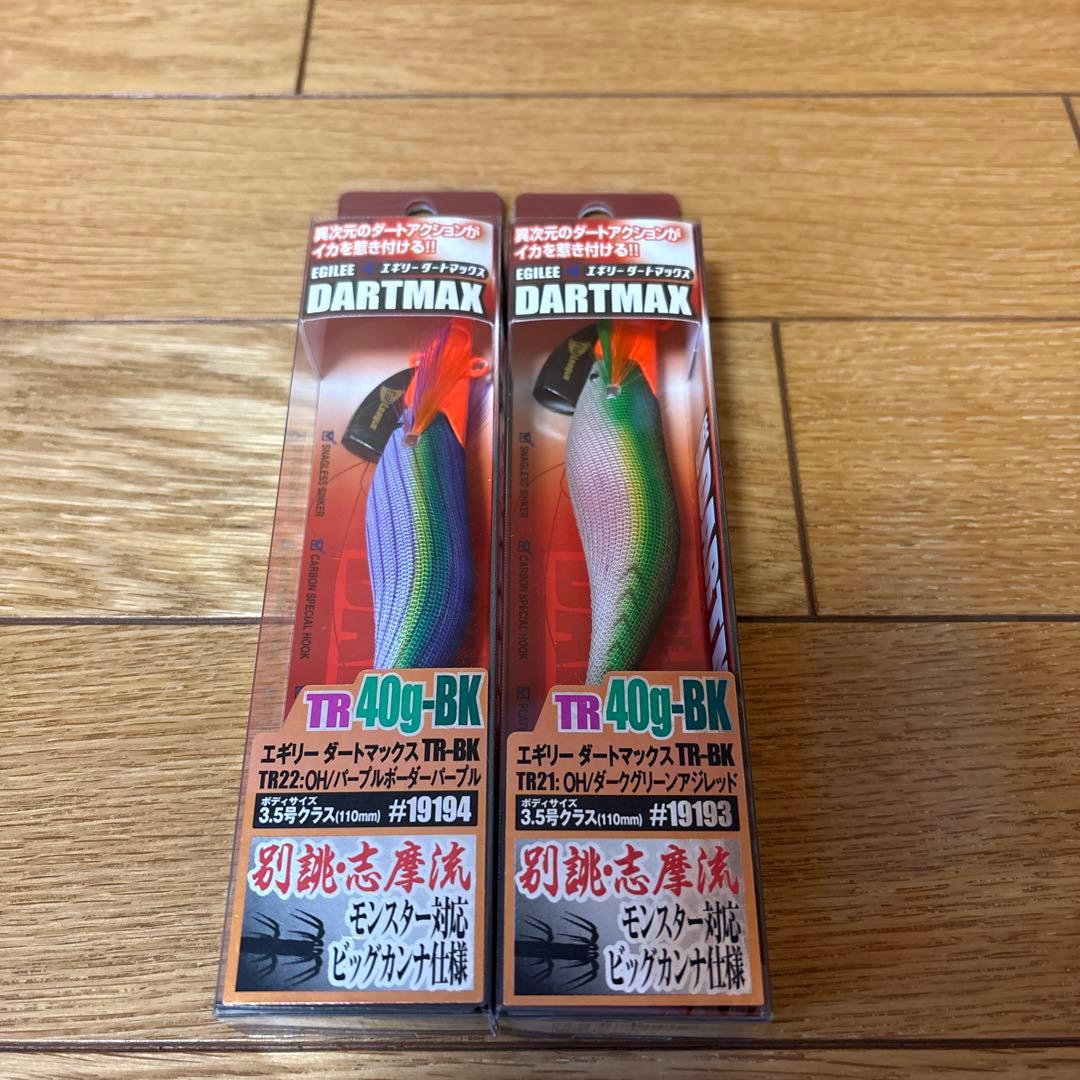 異次元のダートアクションが
イカを惹き付ける!!
EGILEE エギリー ダートマックス
DARTMAX
League
SNAGLESS SINKER
CARBON SPECIAL HOOK
TR 40g-BK
エギリー ダートマックス TR-BK
TR22:OH/パープルボーダーパープル
ボディサイズ
3.5号クラス(110mm) #19194
別誂・志摩流
モンスター対応
ビッグカンナ仕様
異次元のダートアクションが
イカを惹き付ける!!
EGILEE エギリー ダートマックス
DARTMAX
League
SNAGLESS SINKER
CARBON SPECIAL HOOK
TR 40g-BK
エギリー ダートマックス TR-BK
TR21:OH/ダークグリーンアジレッド
ボディサイズ
3.5号クラス(110mm) #19193
別誂・志摩流
モンスター対応
ビッグカンナ仕様